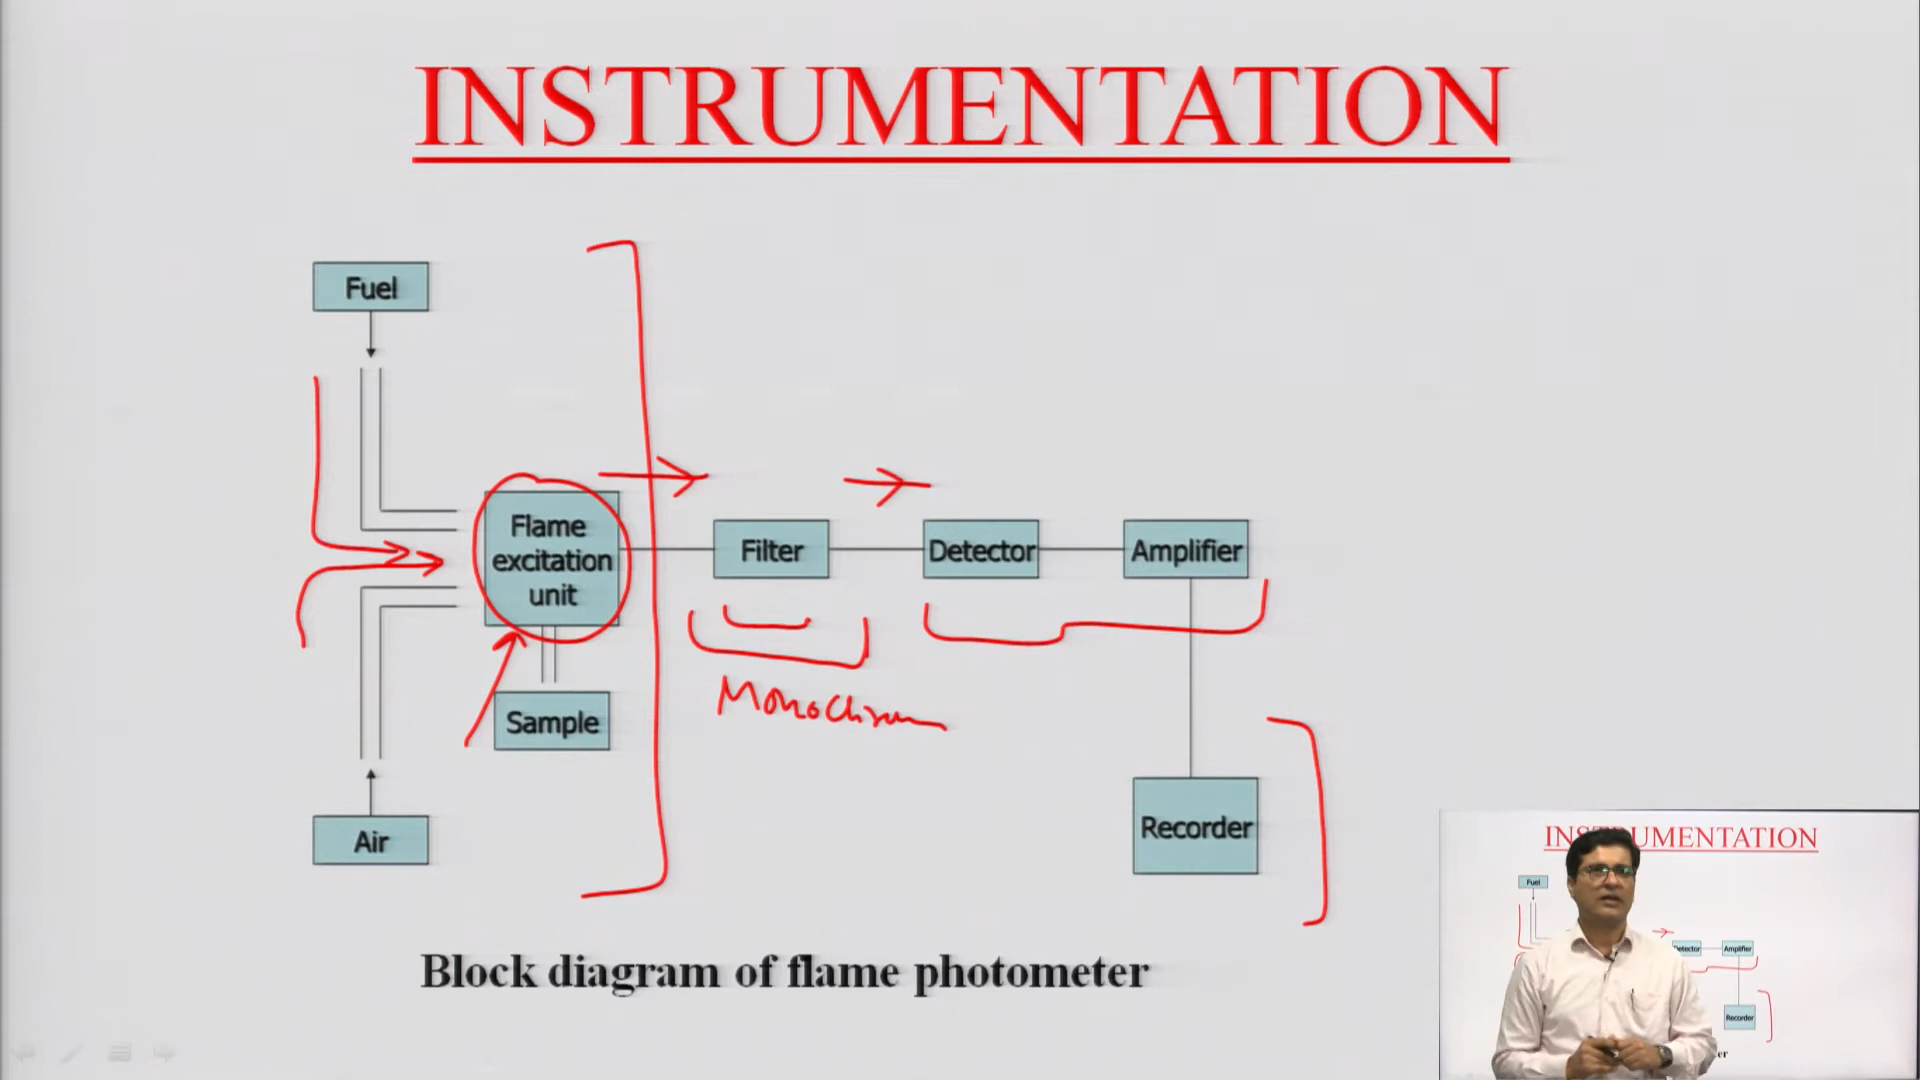 INSTRUMENTATION
Fuel
Flame
excitation
unit
Filter
Detector
Amplifier
Sample
Recorder
Air
Block diagram of flame photometer
INSTRUMENTATION
Fuel
Detector
Amplifier
Recorder